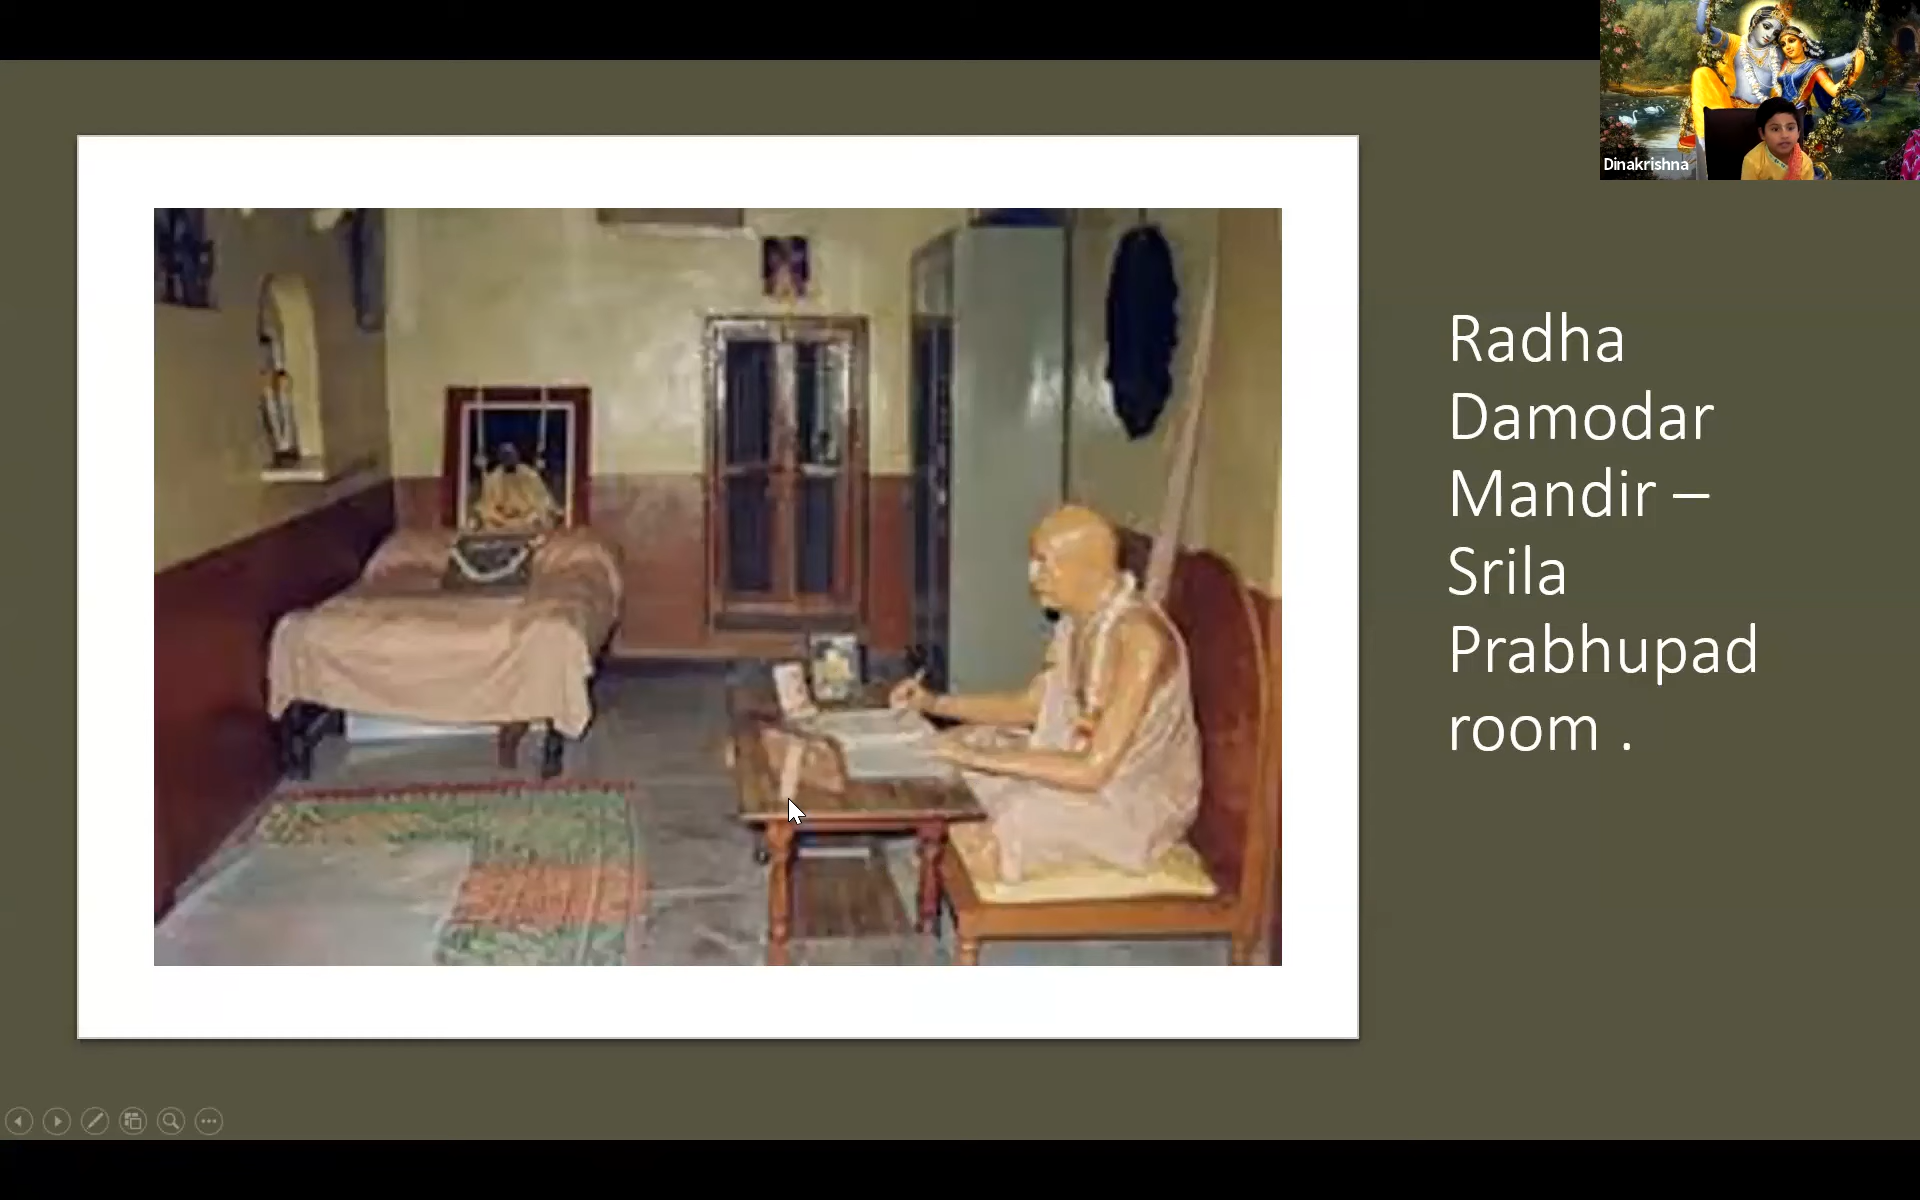 Dinakrishna
Radha
Damodar
Mandir –
Srila
Prabhupad
room .